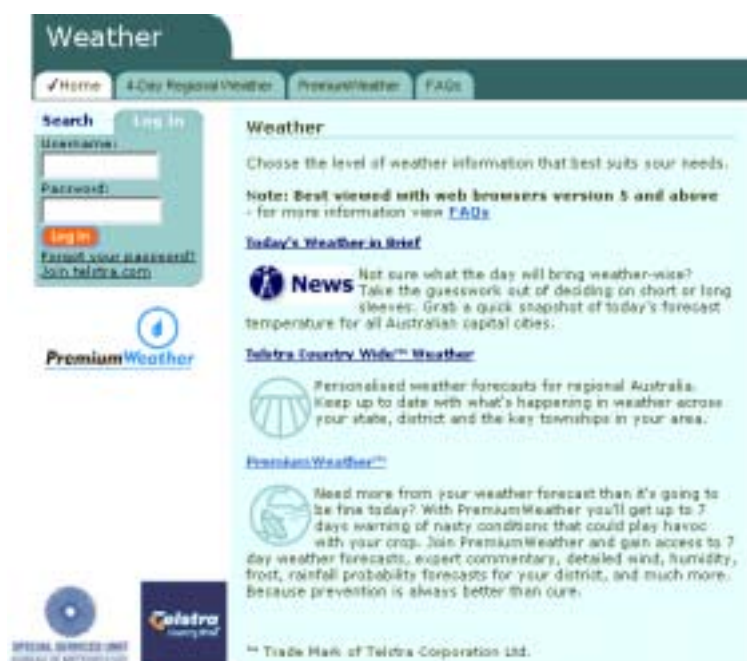 Weather
✓Home 4-Day Regional Weather PremiumWeather FAQs
Search Log In
Username:
Password:
Log In
Forgot your password?
Join telstra.com
PremiumWeather
Weather
Choose the level of weather information that best suits your needs.
Note: Best viewed with web browsers version 5 and above
- for more information view FAQs
Today's Weather in Brief
News
Not sure what the day will bring weather-wise?
Take the guesswork out of deciding on short or long
sleeves. Grab a quick snapshot of today's forecast
temperature for all Australian capital cities.
Telstra Country Wide™ Weather
Personalised weather forecasts for regional Australia.
Keep up to date with what's happening in weather across
your state, district and the key townships in your area.
PremiumWeather™
Need more from your weather forecast than it's going to
be fine today? With PremiumWeather you'll get up to 7
days warning of nasty conditions that could play havoc
with your crop. Join PremiumWeather and gain access to 7
day weather forecasts, expert commentary, detailed wind, humidity,
frost, rainfall probability forecasts for your district, and much more.
Because prevention is always better than cure.
SPECIAL SERVICES UNIT
BUREAU OF METEOROLOGY
Telstra
Country Wide
™ Trade Mark of Telstra Corporation Ltd.